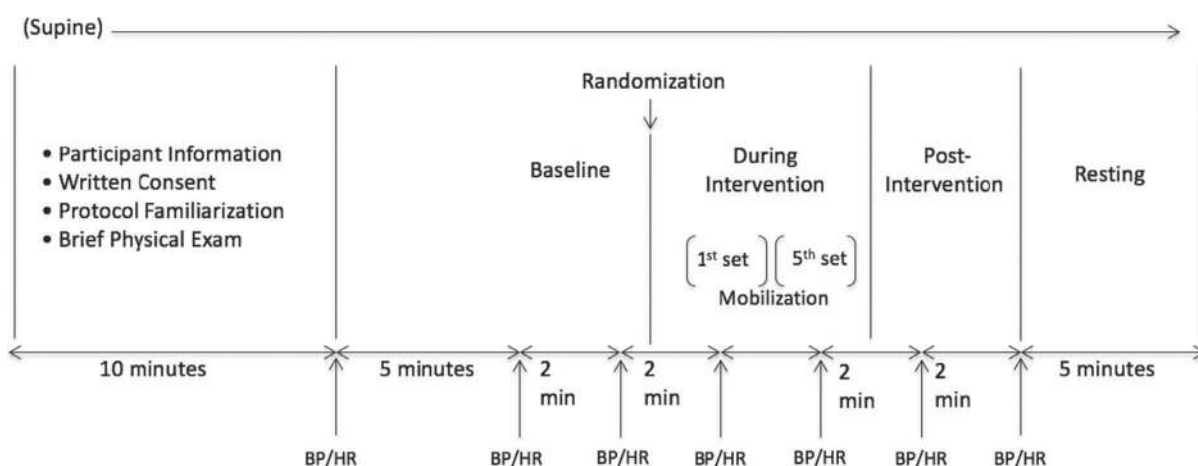 (Supine)
Randomization
• Participant Information
• Written Consent
• Protocol Familiarization
• Brief Physical Exam
Baseline
During
Intervention
Post-
Intervention
Resting
1st set
5th set
Mobilization
10 minutes
5 minutes
2
min
2
min
2
min
2
min
5 minutes
BP/HR
BP/HR
BP/HR
BP/HR
BP/HR
BP/HR
BP/HR